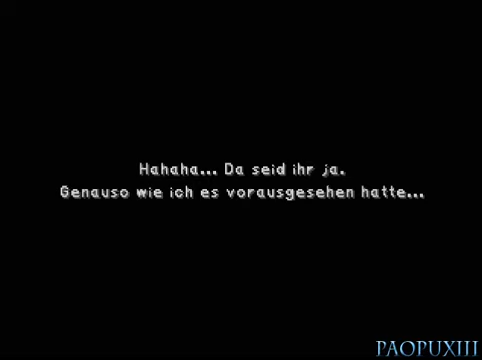 Hahaha... Da seid ihr ja.
Genauso wie ich es vorausgesehen hatte...
PAOPUXIII